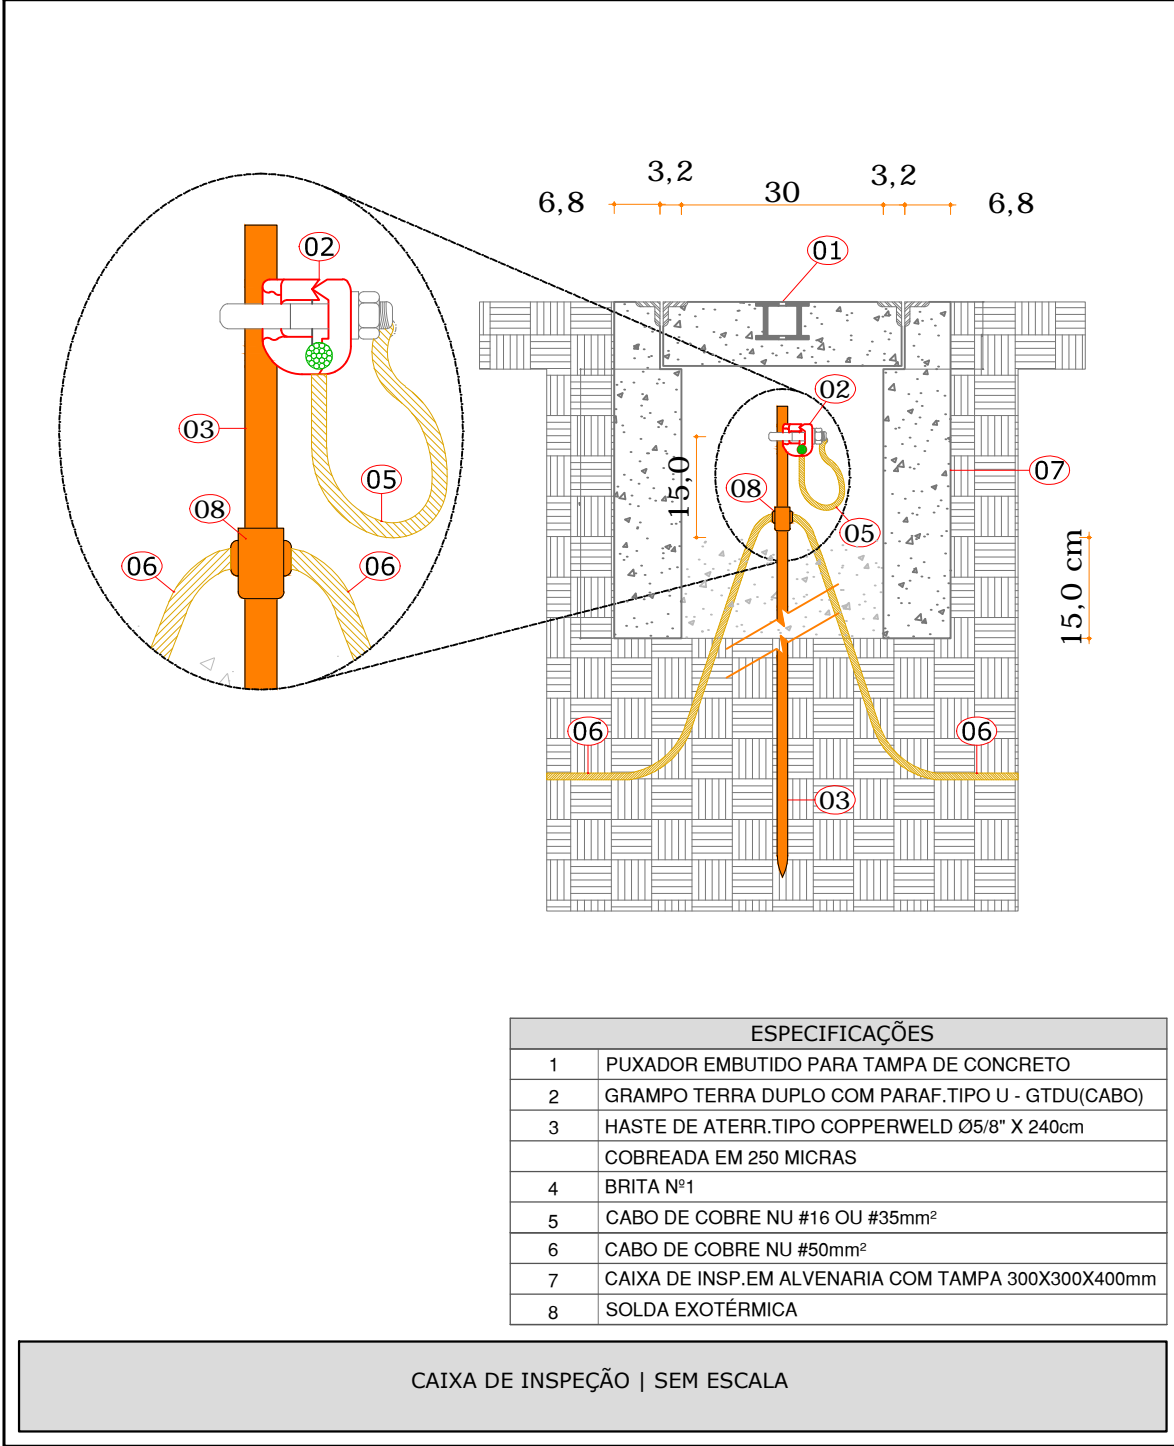 3,2
3,2
6,8
30
6,8
01
02
02
03
07
15,0
05
08
08
05
15,0 cm
06
06
06
06
03
ESPECIFICAÇÕES
1 PUXADOR EMBUTIDO PARA TAMPA DE CONCRETO
2 GRAMPO TERRA DUPLO COM PARAF.TIPO U - GTDU(CABO)
3 HASTE DE ATERR.TIPO COPPERWELD Ø5/8" X 240cm
COBREADA EM 250 MICRAS
4 BRITA Nº1
5 CABO DE COBRE NU #16 OU #35mm²
6 CABO DE COBRE NU #50mm²
7 CAIXA DE INSP.EM ALVENARIA COM TAMPA 300X300X400mm
8 SOLDA EXOTÉRMICA
CAIXA DE INSPEÇÃO | SEM ESCALA